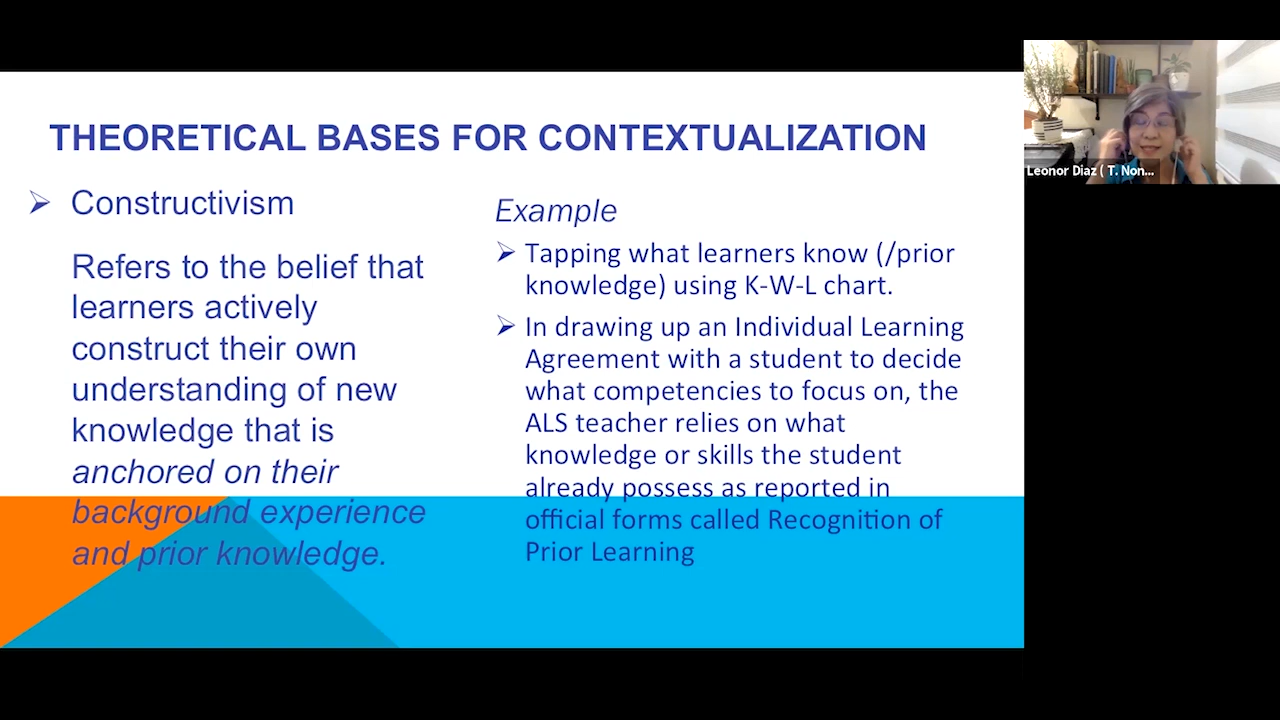 THEORETICAL BASES FOR CONTEXTUALIZATION
➢ Constructivism
Refers to the belief that
learners actively
construct their own
understanding of new
knowledge that is
anchored on their
background experience
and prior knowledge.
Example
➢ Tapping what learners know (/prior
knowledge) using K-W-L chart.
➢ In drawing up an Individual Learning
Agreement with a student to decide
what competencies to focus on, the
ALS teacher relies on what
knowledge or skills the student
already possess as reported in
official forms called Recognition of
Prior Learning
Leonor Diaz ( T. Non...